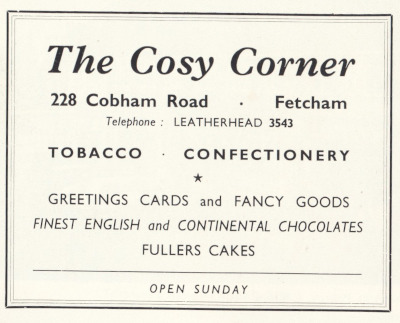 The Cosy Corner
228 Cobham Road · Fetcham
Telephone : LEATHERHEAD 3543
TOBACCO · CONFECTIONERY
★
GREETINGS CARDS and FANCY GOODS
FINEST ENGLISH and CONTINENTAL CHOCOLATES
FULLERS CAKES
OPEN SUNDAY